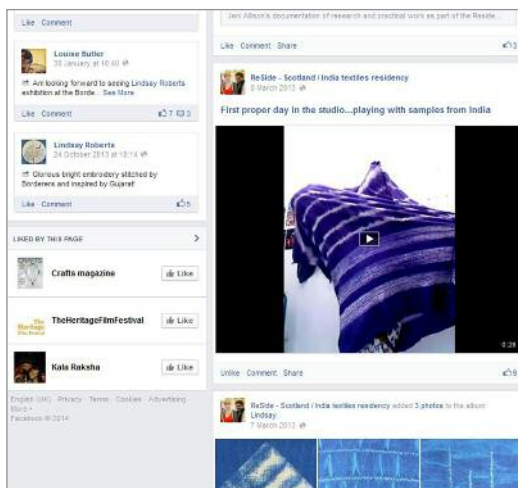 Like · Comment
Louise Butler
30 January at 10:40
Am looking forward to seeing Lindsay Roberts
exhibition at the Borde... See More
Like · Comment 7 3
Lindsay Roberts
24 October 2013 at 10:14
Glorious bright embroidery stitched by
Borderers and inspired by Gujarat!
Like · Comment 5
LIKED BY THIS PAGE
CRAFTS
Crafts magazine Like
The Heritage
TheHeritageFilmFestival Like
Kala Raksha Like
English (UK) · Privacy · Terms · Cookies · Advertising ·
More
Facebook © 2014
Jeni Allison's documentation of research and practical work as part of the Reside...
Like · Comment · Share 3
ReSide - Scotland / India textiles residency
8 March 2013
First proper day in the studio...playing with samples from India
0:28
Unlike · Comment · Share 9
ReSide - Scotland / India textiles residency added 3 photos to the album
Lindsay.
7 March 2013